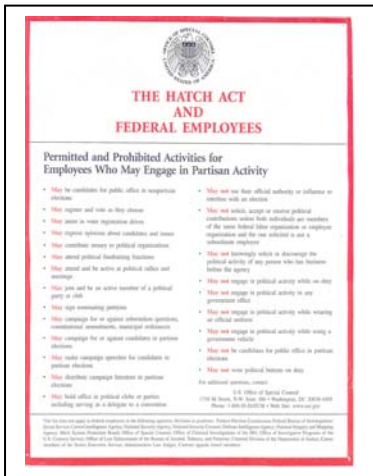 OFFICE OF SPECIAL COUNSEL
UNITED STATES OF AMERICA
THE HATCH ACT
AND
FEDERAL EMPLOYEES
Permitted and Prohibited Activities for
Employees Who May Engage in Partisan Activity
• May be candidates for public office in nonpartisan
elections
• May register and vote as they choose
• May assist in voter registration drives
• May express opinions about candidates and issues
• May contribute money to political organizations
• May attend political fundraising functions
• May attend and be active at political rallies and
meetings
• May join and be an active member of a political
party or club
• May sign nominating petitions
• May campaign for or against referendum questions,
constitutional amendments, municipal ordinances
• May campaign for or against candidates in partisan
elections
• May make campaign speeches for candidates in
partisan elections
• May distribute campaign literature in partisan
elections
• May hold office in political clubs or parties
including serving as a delegate to a convention
• May not use their official authority or influence to
interfere with an election
• May not solicit, accept or receive political
contributions unless both individuals are members
of the same federal labor organization or employee
organization and the one solicited is not a
subordinate employee
• May not knowingly solicit or discourage the
political activity of any person who has business
before the agency
• May not engage in political activity while on duty
• May not engage in political activity in any
government office
• May not engage in political activity while wearing
an official uniform
• May not engage in political activity while using a
government vehicle
• May not be candidates for public office in partisan
elections
• May not wear political buttons on duty
For additional questions, contact:
U.S. Office of Special Counsel